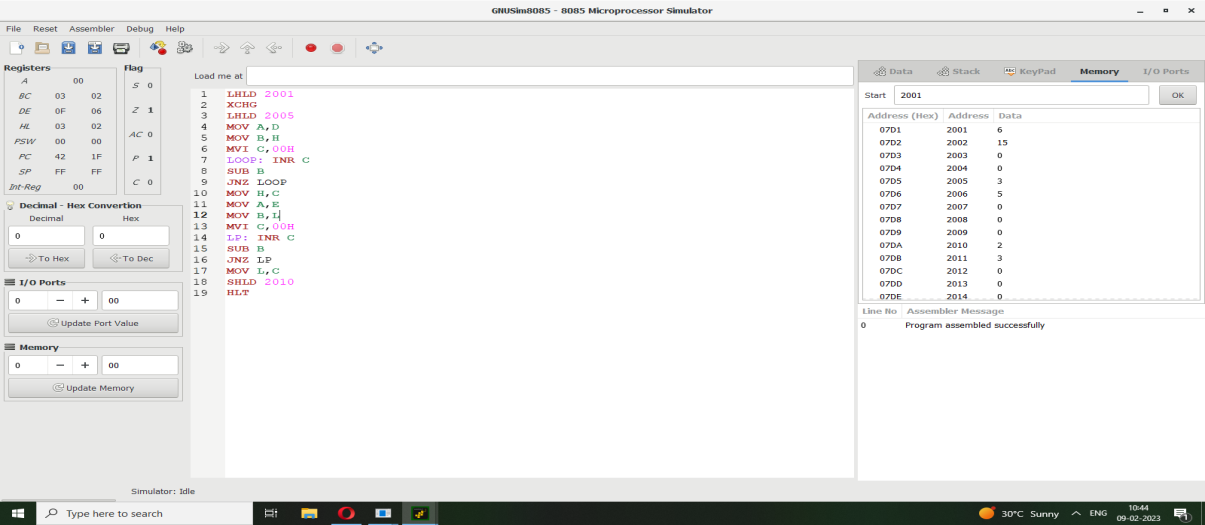 GNUSim8085 - 8085 Microprocessor Simulator
File Reset Assembler Debug Help
Registers
A 00
BC 03 02
DE 0F 06
HL 03 02
PSW 00 00
PC 42 1F
SP FF FF
Int-Reg 00
Flag
S 0
Z 1
AC 0
P 1
C 0
Decimal - Hex Convertion
Decimal Hex
0 0
To Hex To Dec
I/O Ports
0 − + 00
Update Port Value
Memory
0 − + 00
Update Memory
Load me at
1 LHLD 2001
2 XCHG
3 LHLD 2005
4 MOV A,D
5 MOV B,H
6 MVI C,00H
7 LOOP: INR C
8 SUB B
9 JNZ LOOP
10 MOV H,C
11 MOV A,E
12 MOV B,L
13 MVI C,00H
14 LP: INR C
15 SUB B
16 JNZ LP
17 MOV L,C
18 SHLD 2010
19 HLT
Data Stack KeyPad Memory I/O Ports
Start 2001 OK
Address (Hex) Address Data
07D1 2001 6
07D2 2002 15
07D3 2003 0
07D4 2004 0
07D5 2005 3
07D6 2006 5
07D7 2007 0
07D8 2008 0
07D9 2009 0
07DA 2010 2
07DB 2011 3
07DC 2012 0
07DD 2013 0
07DE 2014 0
Line No Assembler Message
0 Program assembled successfully
Simulator: Idle
Type here to search
30°C Sunny ENG 10:44
09-02-2023